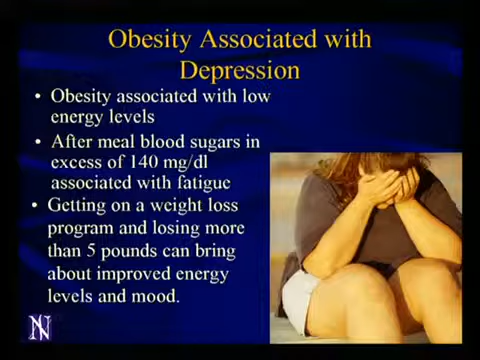 Obesity Associated with
Depression
• Obesity associated with low
energy levels
• After meal blood sugars in
excess of 140 mg/dl
associated with fatigue
• Getting on a weight loss
program and losing more
than 5 pounds can bring
about improved energy
levels and mood.
N